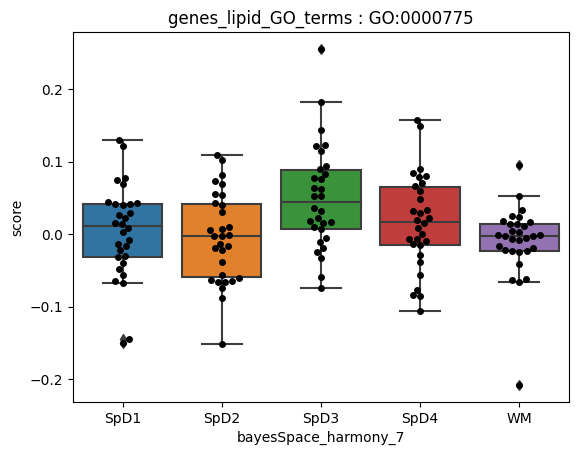 genes_lipid_GO_terms : GO:0000775
score
0.2
0.1
0.0
−0.1
−0.2
SpD1 SpD2 SpD3 SpD4 WM
bayesSpace_harmony_7